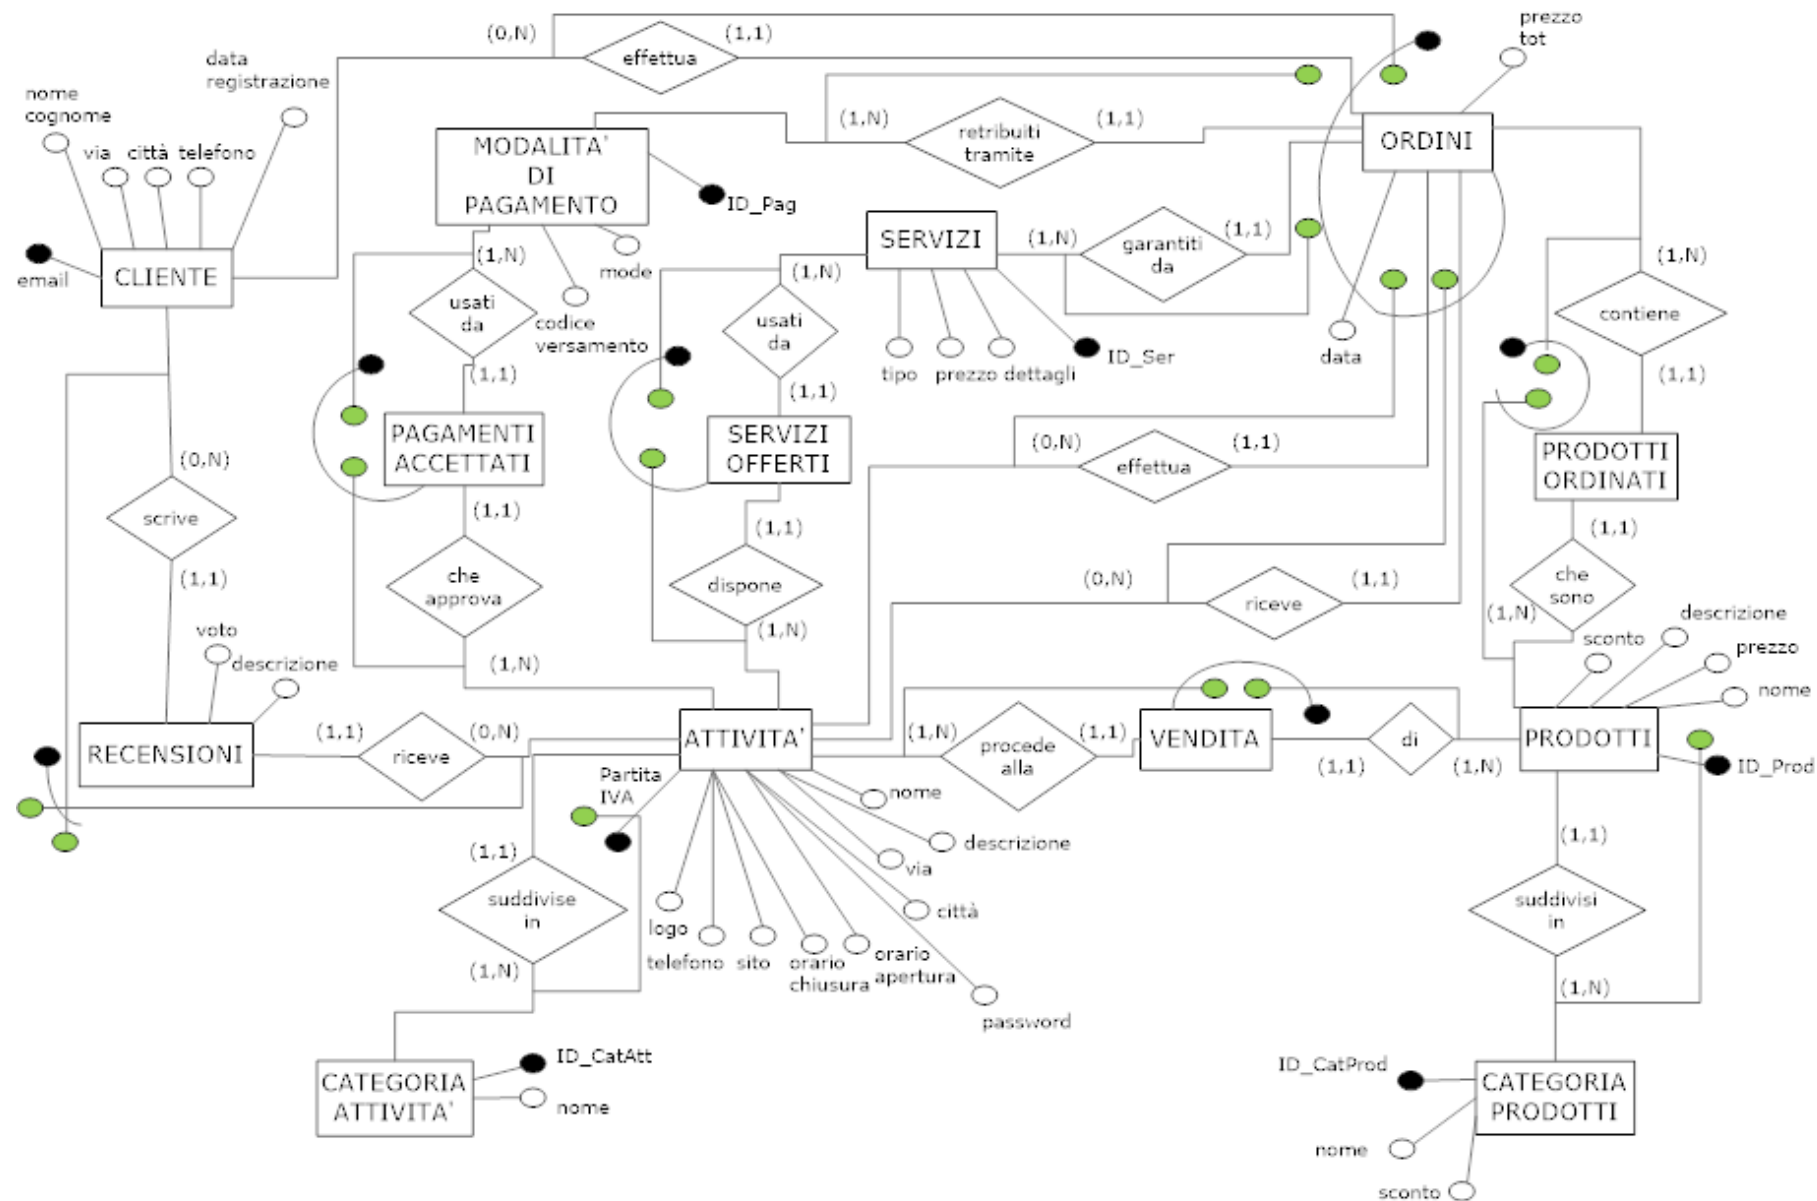 (0,N)
effettua
(1,1)
prezzo
tot
data
registrazione
nome
cognome
via
città
telefono
email
CLIENTE
MODALITA'
DI
PAGAMENTO
ID_Pag
mode
codice
versamento
(1,N)
retribuiti
tramite
(1,1)
ORDINI
data
SERVIZI
(1,N)
garantiti
da
(1,1)
tipo
prezzo
dettagli
ID_Ser
(1,N)
contiene
(1,1)
(1,N)
usati
da
(1,1)
(1,N)
usati
da
(1,1)
PAGAMENTI
ACCETTATI
SERVIZI
OFFERTI
(0,N)
effettua
(1,1)
PRODOTTI
ORDINATI
(0,N)
scrive
(1,1)
(1,1)
che
approva
(1,N)
(1,1)
dispone
(1,N)
(0,N)
riceve
(1,1)
(1,1)
che
sono
(1,N)
descrizione
sconto
prezzo
nome
voto
descrizione
RECENSIONI
(1,1)
riceve
(0,N)
ATTIVITA'
(1,N)
procede
alla
(1,1)
VENDITA
(1,1)
di
(1,N)
PRODOTTI
ID_Prod
Partita
IVA
nome
descrizione
via
città
logo
telefono
sito
orario
chiusura
orario
apertura
password
(1,1)
suddivise
in
(1,N)
(1,1)
suddivisi
in
(1,N)
CATEGORIA
ATTIVITA'
ID_CatAtt
nome
ID_CatProd
CATEGORIA
PRODOTTI
nome
sconto